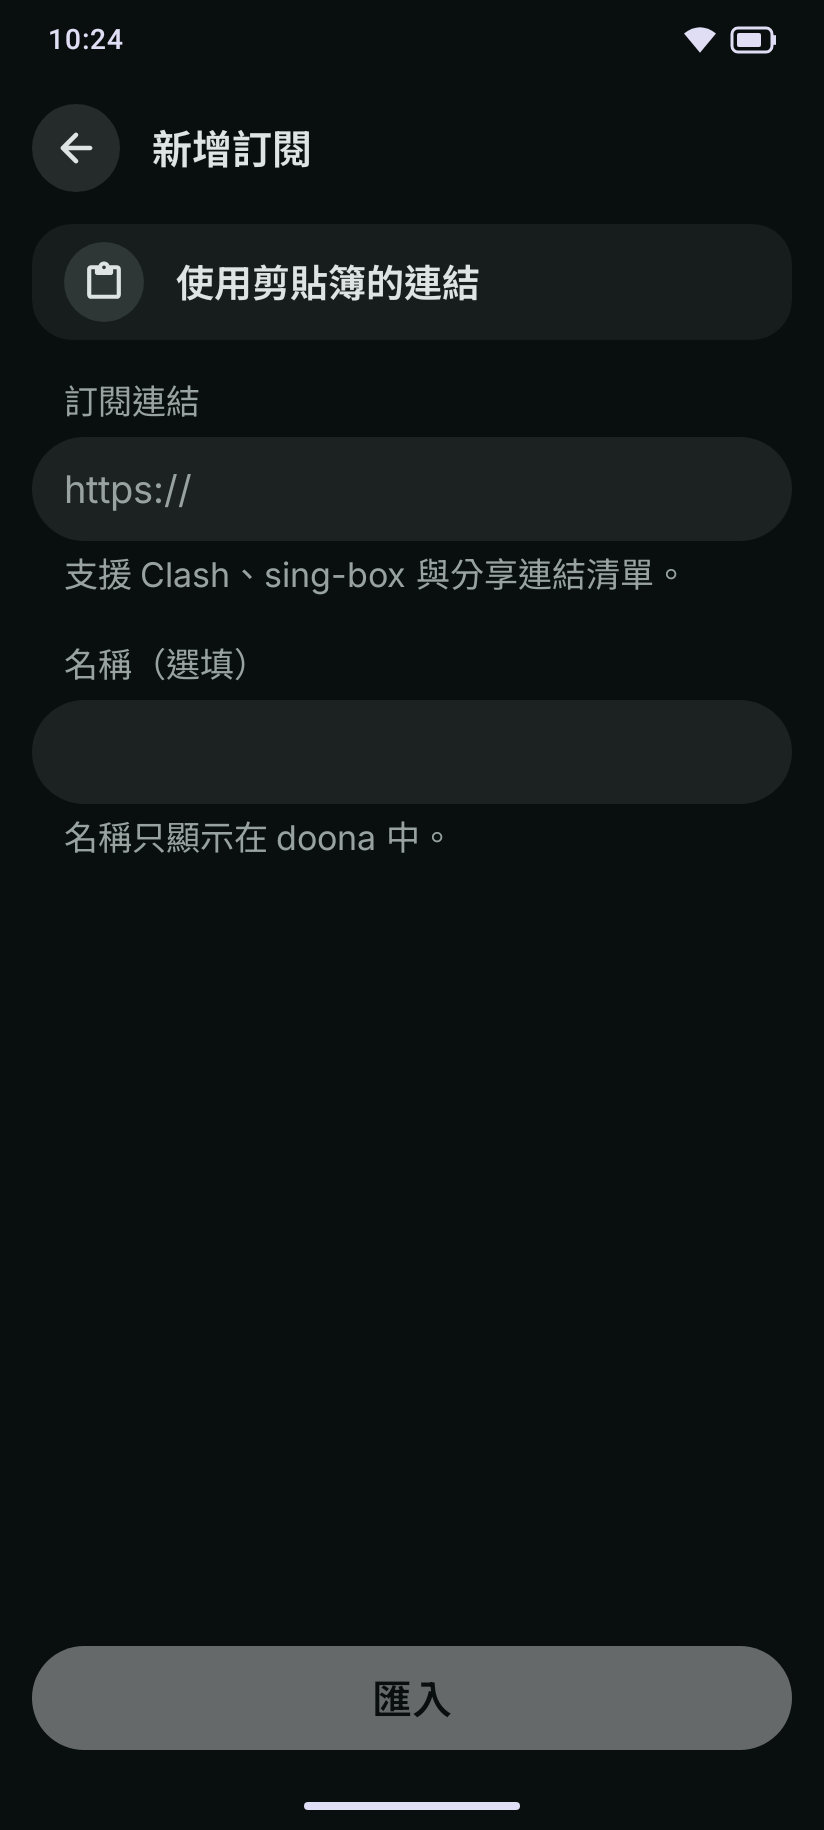 10:24
新增訂閱
使用剪貼簿的連結
訂閱連結
https://
支援 Clash、sing-box 與分享連結清單。
名稱（選填）
名稱只顯示在 doona 中。
匯入